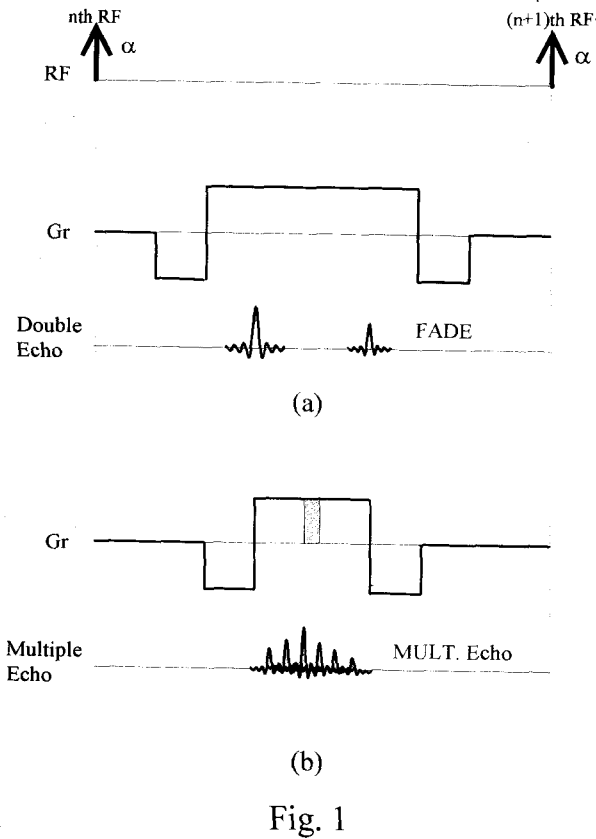 nth RF
(n+1)th RF
α
α
RF
Gr
Double
Echo
FADE
(a)
Gr
Multiple
Echo
MULT. Echo
(b)
Fig. 1